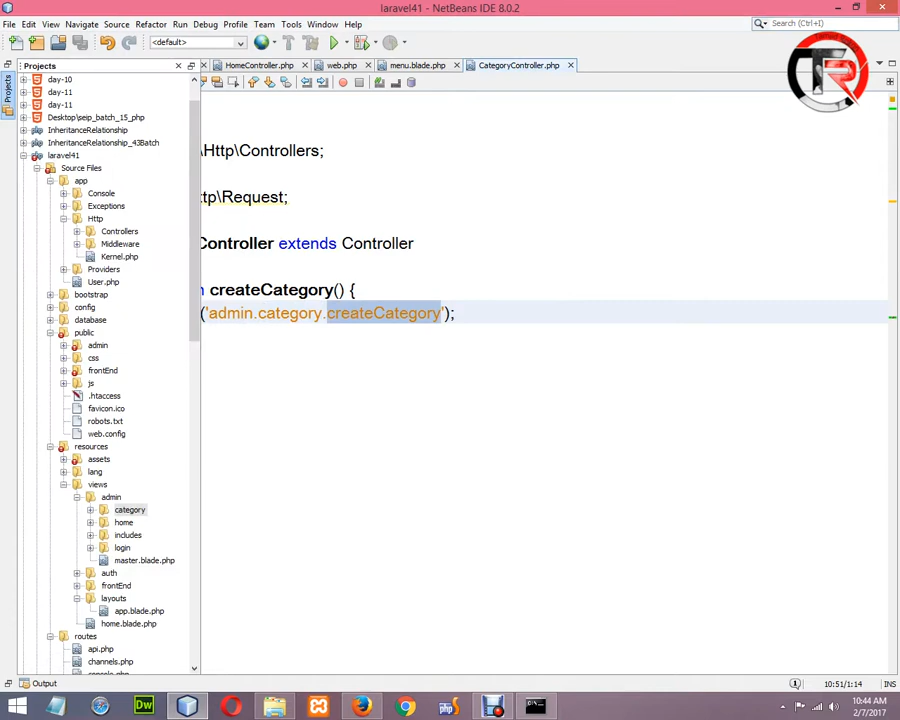 laravel41 - NetBeans IDE 8.0.2
File Edit View Navigate Source Refactor Run Debug Profile Team Tools Window Help
Search (Ctrl+I)
<default>
Projects
HomeController.php web.php menu.blade.php CategoryController.php
Projects
day-10
day-11
day-11
Desktop\seip_batch_15_php
InheritanceRelationship
InheritanceRelationship_43Batch
laravel41
Source Files
app
Console
Exceptions
Http
Controllers
Middleware
Kernel.php
Providers
User.php
bootstrap
config
database
public
admin
css
frontEnd
js
.htaccess
favicon.ico
robots.txt
web.config
resources
assets
lang
views
admin
category
home
includes
login
master.blade.php
auth
frontEnd
layouts
app.blade.php
home.blade.php
routes
api.php
channels.php
\Http\Controllers;
tp\Request;
Controller extends Controller
n createCategory() {
('admin.category.createCategory');
TR
Output
10:51/1:14 INS
Dw
php
10:44 AM
2/7/2017